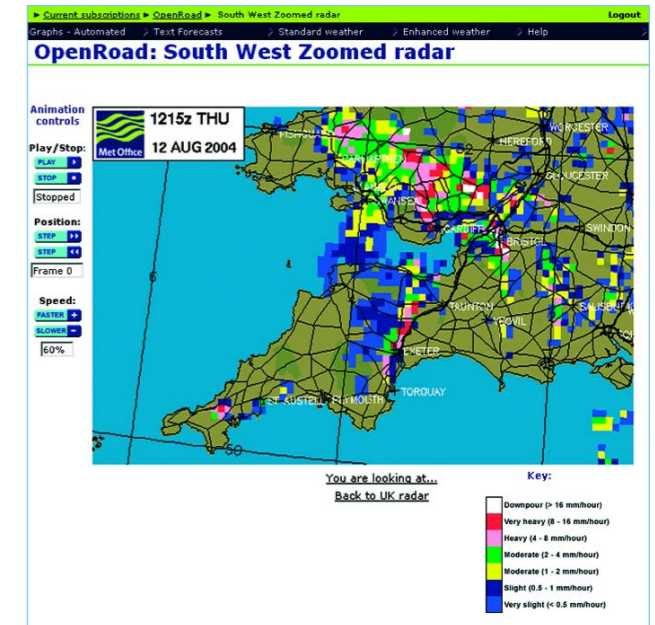 ► Current subscriptions ► OpenRoad ► South West Zoomed radar
Logout
Graphs - Automated
Text Forecasts
Standard weather
Enhanced weather
Help
OpenRoad: South West Zoomed radar
Animation
controls
Play/Stop:
PLAY
STOP
Stopped
Position:
STEP
STEP
Frame 0
Speed:
FASTER
SLOWER
60%
Met Office
1215z THU
12 AUG 2004
WORCESTER
HEREFORD
GLOUCESTER
SWINDON
CARDIFF
BRISTOL
TAUNTON
YEOVIL
EXETER
TORQUAY
PLYMOUTH
ST AUSTELL
6
50
You are looking at...
Back to UK radar
Key:
Downpour (> 16 mm/hour)
Very heavy (8 - 16 mm/hour)
Heavy (4 - 8 mm/hour)
Moderate (2 - 4 mm/hour)
Moderate (1 - 2 mm/hour)
Slight (0.5 - 1 mm/hour)
Very slight (< 0.5 mm/hour)